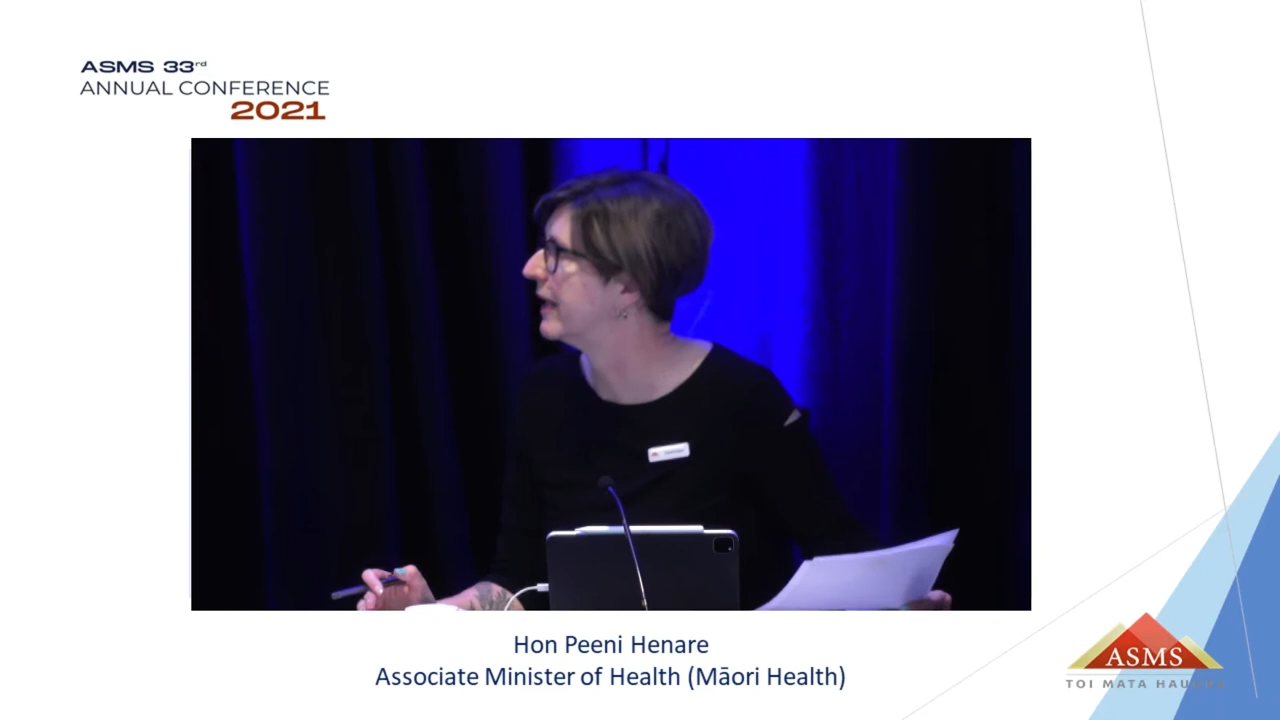 ASMS 33rd
ANNUAL CONFERENCE
2021
Hon Peeni Henare
Associate Minister of Health (Māori Health)
ASMS
TOI MATA HAUORA